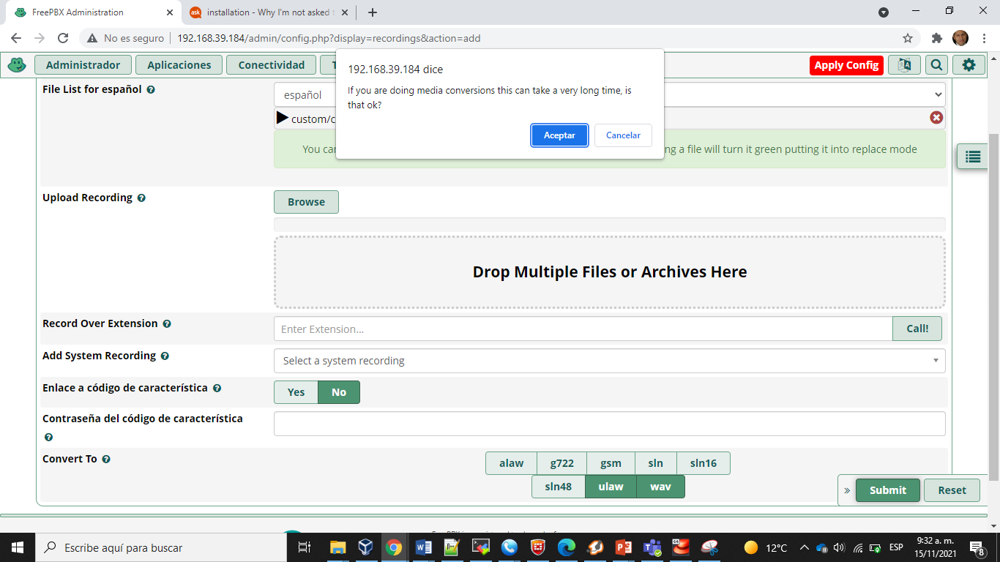 FreePBX Administration
installation - Why I'm not asked t
No es seguro
192.168.39.184/admin/config.php?display=recordings&action=add
Administrador
Aplicaciones
Conectividad
Apply Config
192.168.39.184 dice
If you are doing media conversions this can take a very long time, is
that ok?
Aceptar
Cancelar
File List for español
español
custom/c
You can
ng a file will turn it green putting it into replace mode
Upload Recording
Browse
Drop Multiple Files or Archives Here
Record Over Extension
Enter Extension...
Call!
Add System Recording
Select a system recording
Enlace a código de característica
Yes
No
Contraseña del código de característica
Convert To
alaw
g722
gsm
sln
sln16
sln48
ulaw
wav
»
Submit
Reset
Escribe aquí para buscar
12°C
ESP
9:32 a. m.
15/11/2021
8